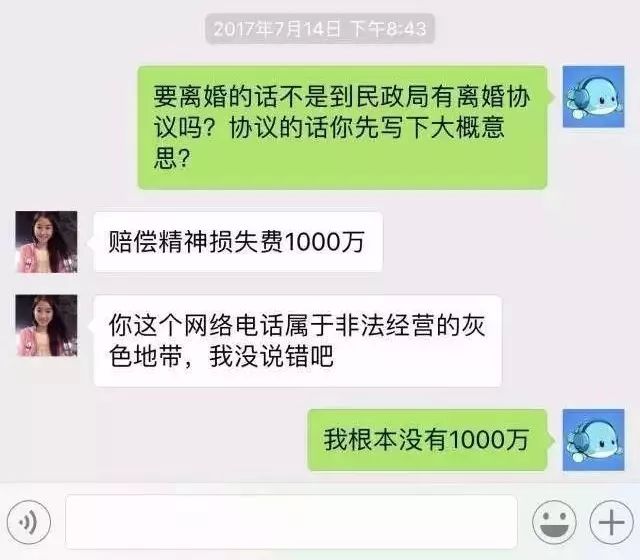 2017年7月14日 下午8:43
要离婚的话不是到民政局有离婚协
议吗？协议的话你先写下大概意
思？
赔偿精神损失费1000万
你这个网络电话属于非法经营的灰
色地带，我没说错吧
我根本没有1000万